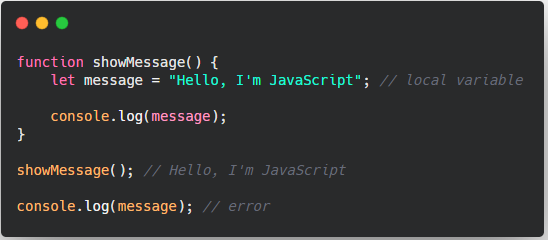 function showMessage() {
    let message = "Hello, I'm JavaScript"; // local variable
    console.log(message);
}
showMessage(); // Hello, I'm JavaScript
console.log(message); // error